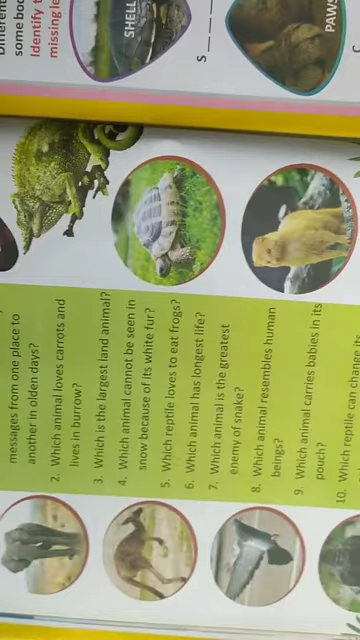 some bo
Identify t
missing le
SHELL
S
PAWS
messages from one place to
another in olden days?
2. Which animal loves carrots and
lives in burrow?
3. Which is the largest land animal?
4. Which animal cannot be seen in
snow because of its white fur?
5. Which reptile loves to eat frogs?
6. Which animal has longest life?
7. Which animal is the greatest
enemy of snake?
8. Which animal resembles human
beings?
9. Which animal carries babies in its
pouch?
10. Which reptile can change its